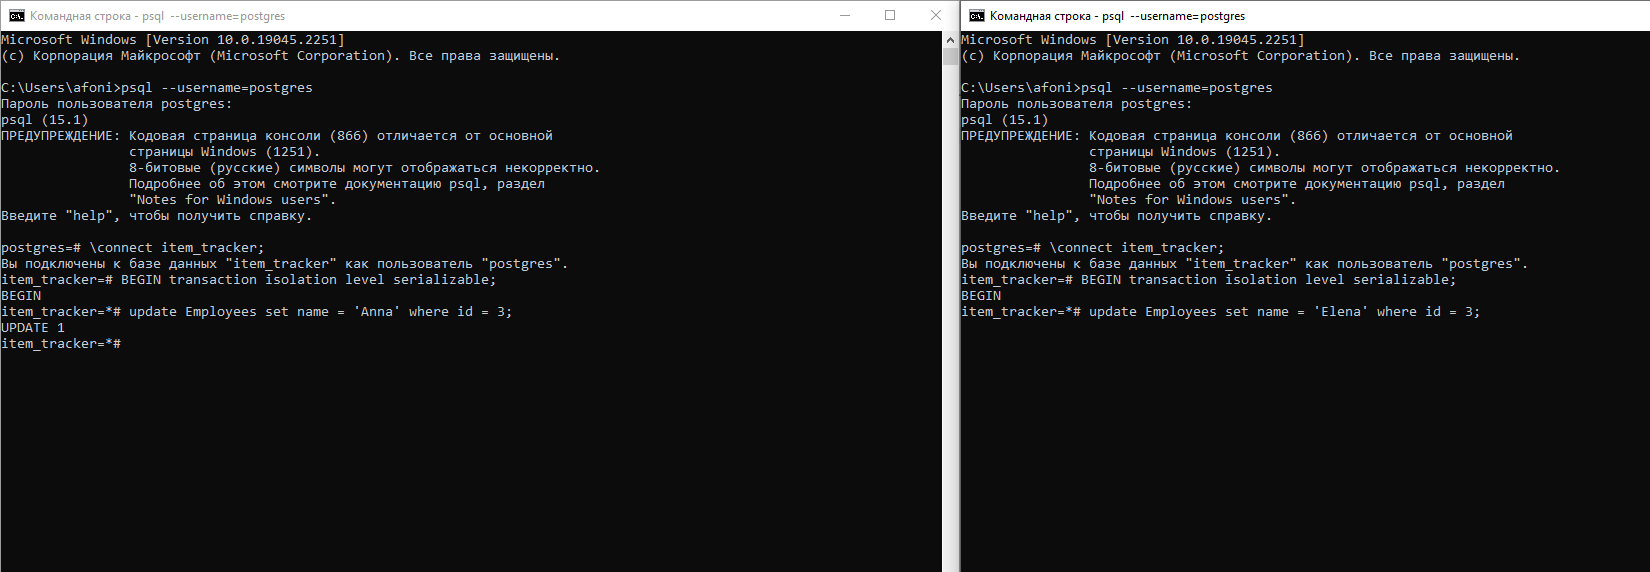 Командная строка - psql  --username=postgres
Microsoft Windows [Version 10.0.19045.2251]
(c) Корпорация Майкрософт (Microsoft Corporation). Все права защищены.
C:\Users\afoni>psql --username=postgres
Пароль пользователя postgres:
psql (15.1)
ПРЕДУПРЕЖДЕНИЕ: Кодовая страница консоли (866) отличается от основной
страницы Windows (1251).
8-битовые (русские) символы могут отображаться некорректно.
Подробнее об этом смотрите документацию psql, раздел
"Notes for Windows users".
Введите "help", чтобы получить справку.
postgres=# \connect item_tracker;
Вы подключены к базе данных "item_tracker" как пользователь "postgres".
item_tracker=# BEGIN transaction isolation level serializable;
BEGIN
item_tracker=*# update Employees set name = 'Anna' where id = 3;
UPDATE 1
item_tracker=*#
Командная строка - psql  --username=postgres
Microsoft Windows [Version 10.0.19045.2251]
(c) Корпорация Майкрософт (Microsoft Corporation). Все права защищены.
C:\Users\afoni>psql --username=postgres
Пароль пользователя postgres:
psql (15.1)
ПРЕДУПРЕЖДЕНИЕ: Кодовая страница консоли (866) отличается от основной
страницы Windows (1251).
8-битовые (русские) символы могут отображаться некорректно.
Подробнее об этом смотрите документацию psql, раздел
"Notes for Windows users".
Введите "help", чтобы получить справку.
postgres=# \connect item_tracker;
Вы подключены к базе данных "item_tracker" как пользователь "postgres".
item_tracker=# BEGIN transaction isolation level serializable;
BEGIN
item_tracker=*# update Employees set name = 'Elena' where id = 3;